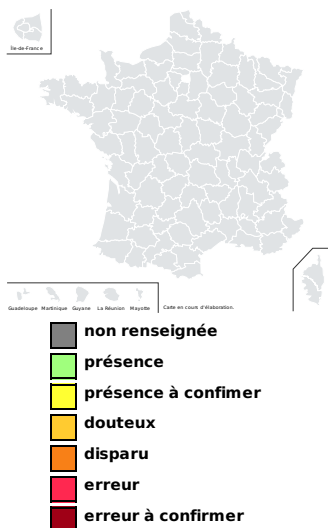 Île-de-France
Guadeloupe Martinique Guyane La Réunion Mayotte Carte en cours d'élaboration.
non renseignée
présence
présence à confimer
douteux
disparu
erreur
erreur à confirmer